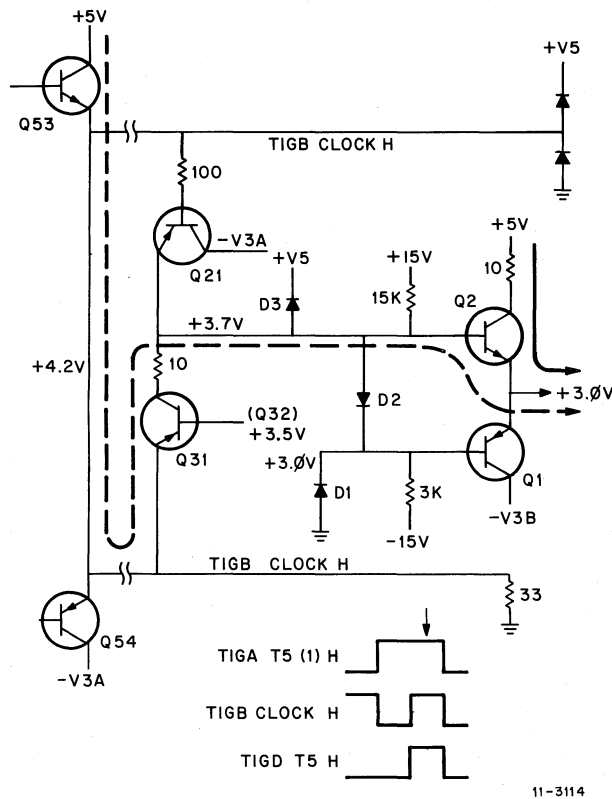 +5V
Q53
+V5
TIGB CLOCK H
100
-V3A
Q21
+V5
+15V
+5V
10
D3
15K
Q2
+3.7V
+4.2V
10
D2
+3.0V
(Q32)
+3.5V
Q31
+3.0V
D1
3K
Q1
-15V
-V3B
TIGB CLOCK H
33
Q54
-V3A
TIGA T5 (1) H
TIGB CLOCK H
TIGD T5 H
11-3114